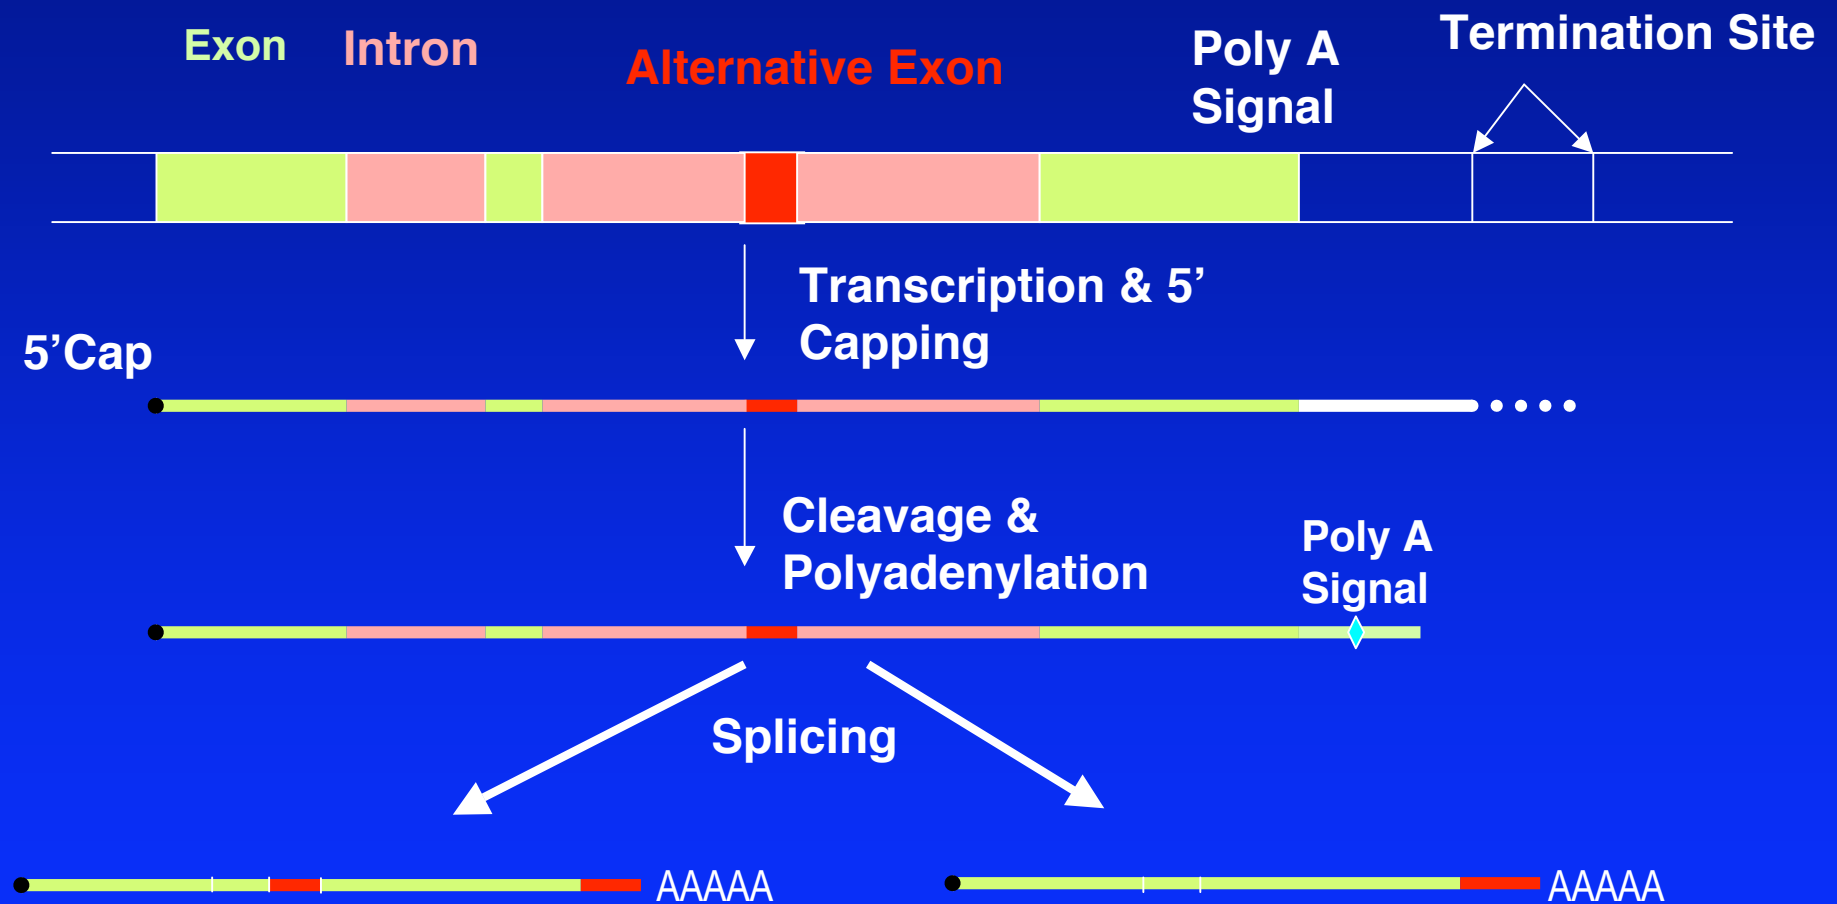 Exon
Intron
Alternative Exon
Poly A
Signal
Termination Site
Transcription & 5’
Capping
5’Cap
Cleavage &
Polyadenylation
Poly A
Signal
Splicing
AAAAA
AAAAA